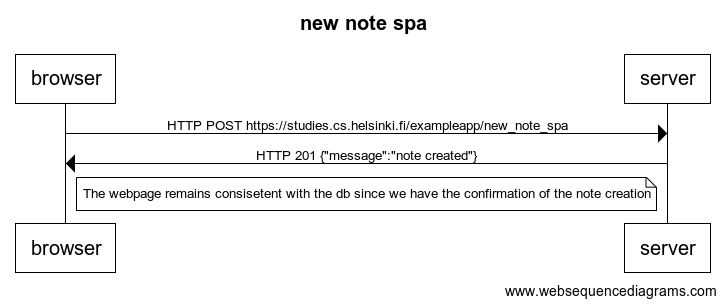 new note spa
browser
server
HTTP POST https://studies.cs.helsinki.fi/exampleapp/new_note_spa
HTTP 201 {"message":"note created"}
The webpage remains consisetent with the db since we have the confirmation of the note creation
browser
server
www.websequencediagrams.com